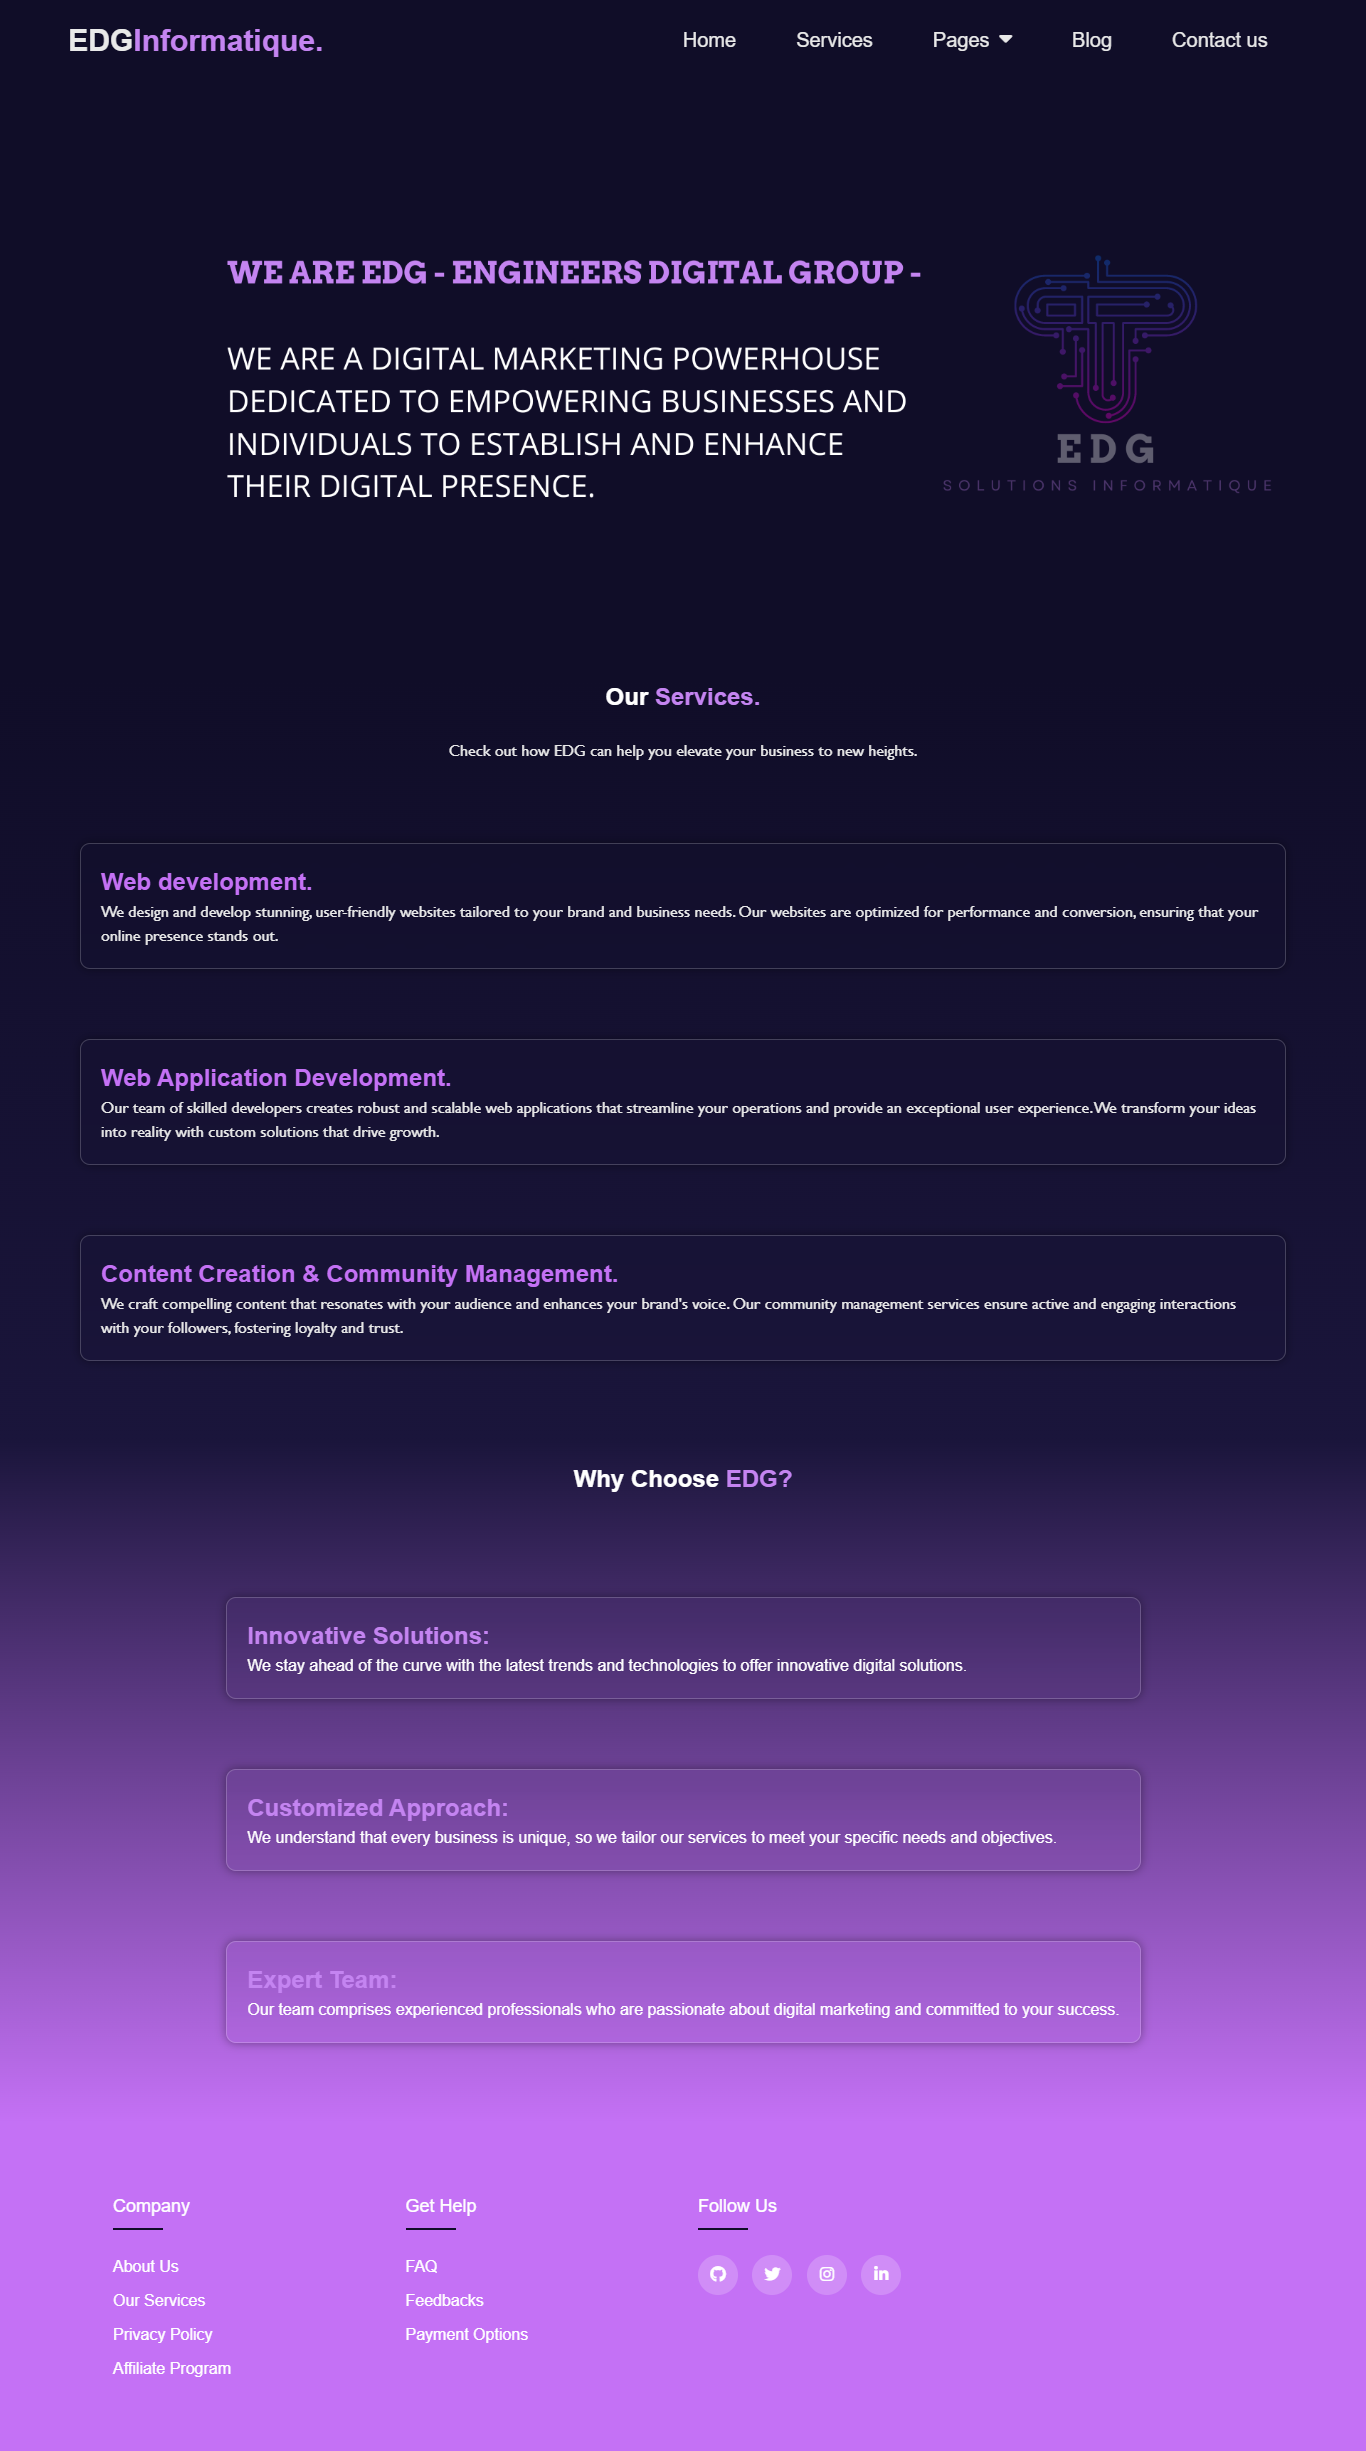 EDGInformatique.
Home
Services
Pages
Blog
Contact us
WE ARE EDG - ENGINEERS DIGITAL GROUP -
WE ARE A DIGITAL MARKETING POWERHOUSE
DEDICATED TO EMPOWERING BUSINESSES AND
INDIVIDUALS TO ESTABLISH AND ENHANCE
THEIR DIGITAL PRESENCE.
EDG
SOLUTIONS INFORMATIQUE
Our Services.
Check out how EDG can help you elevate your business to new heights.
Web development.
We design and develop stunning, user-friendly websites tailored to your brand and business needs. Our websites are optimized for performance and conversion, ensuring that your
online presence stands out.
Web Application Development.
Our team of skilled developers creates robust and scalable web applications that streamline your operations and provide an exceptional user experience. We transform your ideas
into reality with custom solutions that drive growth.
Content Creation & Community Management.
We craft compelling content that resonates with your audience and enhances your brand's voice. Our community management services ensure active and engaging interactions
with your followers, fostering loyalty and trust.
Why Choose EDG?
Innovative Solutions:
We stay ahead of the curve with the latest trends and technologies to offer innovative digital solutions.
Customized Approach:
We understand that every business is unique, so we tailor our services to meet your specific needs and objectives.
Expert Team:
Our team comprises experienced professionals who are passionate about digital marketing and committed to your success.
Company
About Us
Our Services
Privacy Policy
Affiliate Program
Get Help
FAQ
Feedbacks
Payment Options
Follow Us